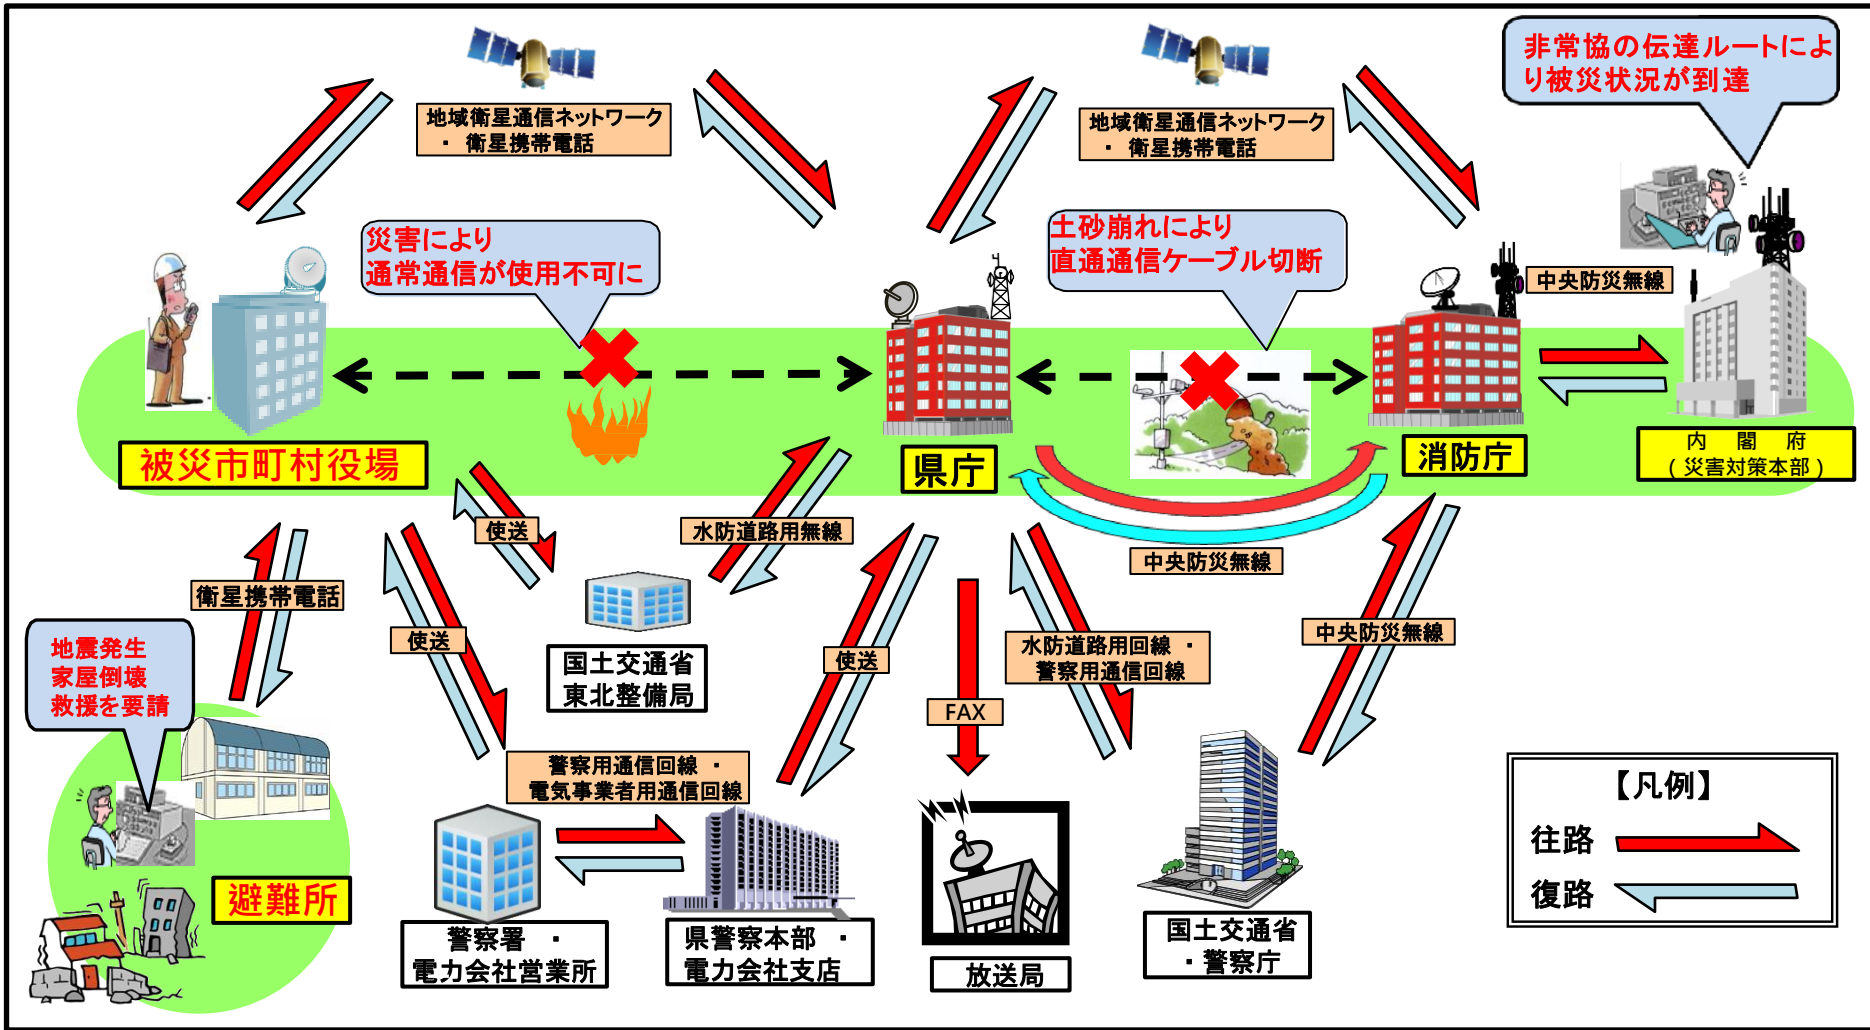 非常協の伝達ルートによ
り被災状況が到達
地域衛星通信ネットワーク
・ 衛星携帯電話
地域衛星通信ネットワーク
・ 衛星携帯電話
災害により
通常通信が使用不可に
土砂崩れにより
直通通信ケーブル切断
中央防災無線
被災市町村役場
県庁
消防庁
内 閣 府
(災害対策本部)
使送
水防道路用無線
中央防災無線
衛星携帯電話
使送
使送
水防道路用回線 ・
警察用通信回線
中央防災無線
地震発生
家屋倒壊
救援を要請
国土交通省
東北整備局
FAX
警察用通信回線 ・
電気事業者用通信回線
避難所
警察署 ・
電力会社営業所
県警察本部 ・
電力会社支店
放送局
国土交通省
・警察庁
【凡例】
往路
復路